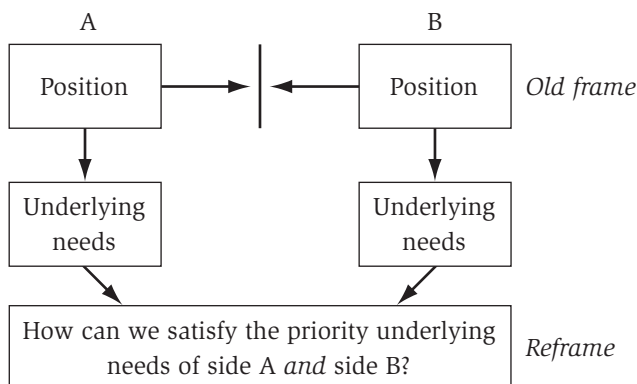 A
B
Position
Position
Old frame
Underlying
needs
Underlying
needs
How can we satisfy the priority underlying
needs of side A and side B?
Reframe